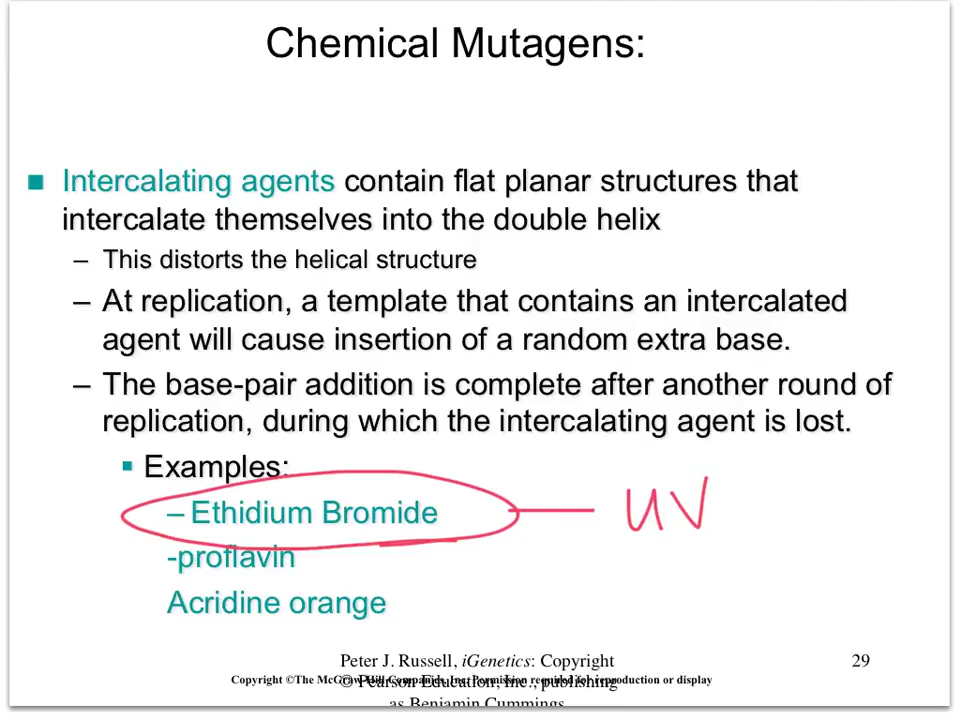 Chemical Mutagens:
■ Intercalating agents contain flat planar structures that
intercalate themselves into the double helix
– This distorts the helical structure
– At replication, a template that contains an intercalated
agent will cause insertion of a random extra base.
– The base-pair addition is complete after another round of
replication, during which the intercalating agent is lost.
▪ Examples:
– Ethidium Bromide UV
-proflavin
Acridine orange
Peter J. Russell, iGenetics: Copyright 29
Copyright ©The McGraw-Hill Companies, Inc. Permission required for reproduction or display
© Pearson Education, Inc., publishing
as Benjamin Cummings